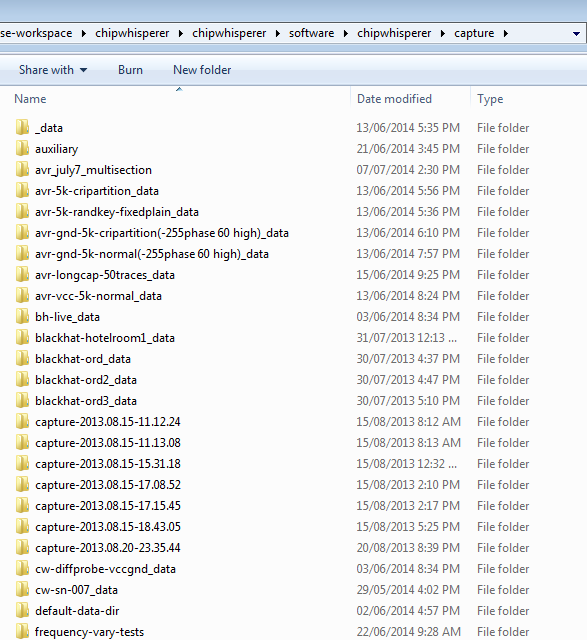 se-workspace chipwhisperer chipwhisperer software chipwhisperer capture
Share with Burn New folder
Name Date modified Type
_data 13/06/2014 5:35 PM File folder
auxiliary 21/06/2014 3:45 PM File folder
avr_july7_multisection 07/07/2014 2:30 PM File folder
avr-5k-cripartition_data 13/06/2014 5:56 PM File folder
avr-5k-randkey-fixedplain_data 13/06/2014 5:36 PM File folder
avr-gnd-5k-cripartition(-255phase 60 high)_data 13/06/2014 6:10 PM File folder
avr-gnd-5k-normal(-255phase 60 high)_data 13/06/2014 7:57 PM File folder
avr-longcap-50traces_data 15/06/2014 9:25 PM File folder
avr-vcc-5k-normal_data 13/06/2014 8:24 PM File folder
bh-live_data 03/06/2014 8:34 PM File folder
blackhat-hotelroom1_data 31/07/2013 12:13 ... File folder
blackhat-ord_data 30/07/2013 4:37 PM File folder
blackhat-ord2_data 30/07/2013 4:47 PM File folder
blackhat-ord3_data 30/07/2013 5:10 PM File folder
capture-2013.08.15-11.12.24 15/08/2013 8:12 AM File folder
capture-2013.08.15-11.13.08 15/08/2013 8:13 AM File folder
capture-2013.08.15-15.31.18 15/08/2013 12:32 ... File folder
capture-2013.08.15-17.08.52 15/08/2013 2:10 PM File folder
capture-2013.08.15-17.15.45 15/08/2013 2:17 PM File folder
capture-2013.08.15-18.43.05 15/08/2013 5:25 PM File folder
capture-2013.08.20-23.35.44 20/08/2013 8:39 PM File folder
cw-diffprobe-vccgnd_data 03/06/2014 8:34 PM File folder
cw-sn-007_data 29/05/2014 4:02 PM File folder
default-data-dir 02/06/2014 4:57 PM File folder
frequency-vary-tests 22/06/2014 9:28 AM File folder